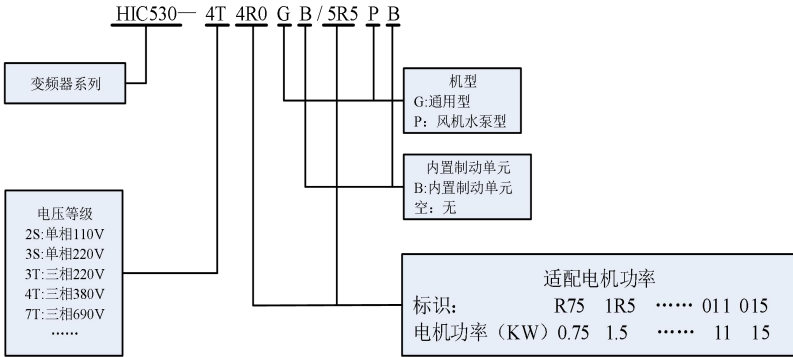 HIC530— 4T 4R0 G B / 5R5 P B
变频器系列
机型
G:通用型
P：风机水泵型
内置制动单元
B:内置制动单元
空：无
电压等级
2S:单相110V
3S:单相220V
3T:三相220V
4T:三相380V
7T:三相690V
……
适配电机功率
标识： R75 1R5 …… 011 015
电机功率（KW）0.75 1.5 …… 11 15